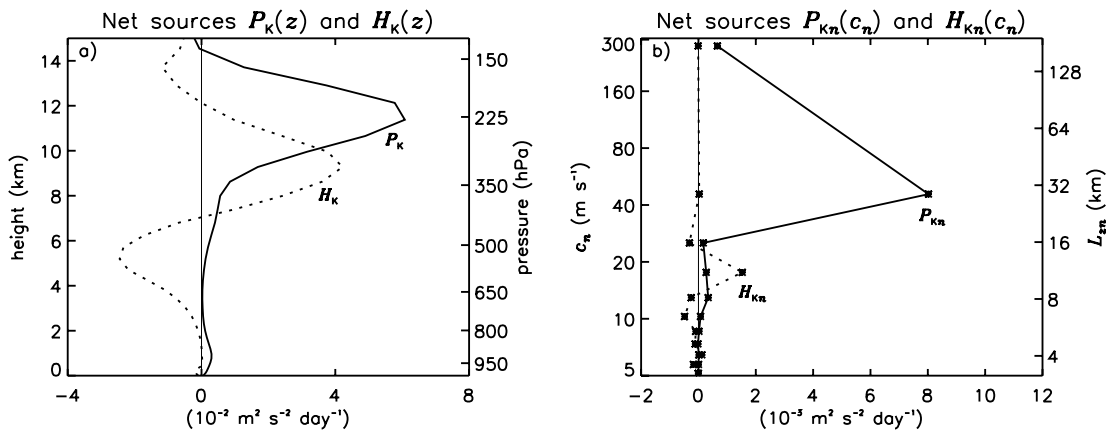 Net sources P_K(z) and H_K(z)
a)
14
12
10
8
6
4
2
0
height (km)
150
225
350
500
650
800
950
pressure (hPa)
P_K
H_K
−4 0 4 8
(10⁻² m² s⁻² day⁻¹)
Net sources P_Kn(c_n) and H_Kn(c_n)
b)
300
160
80
40
20
10
5
c_n (m s⁻¹)
128
64
32
16
8
4
L_zn (km)
P_Kn
H_Kn
−2 0 2 4 6 8 10 12
(10⁻³ m² s⁻² day⁻¹)